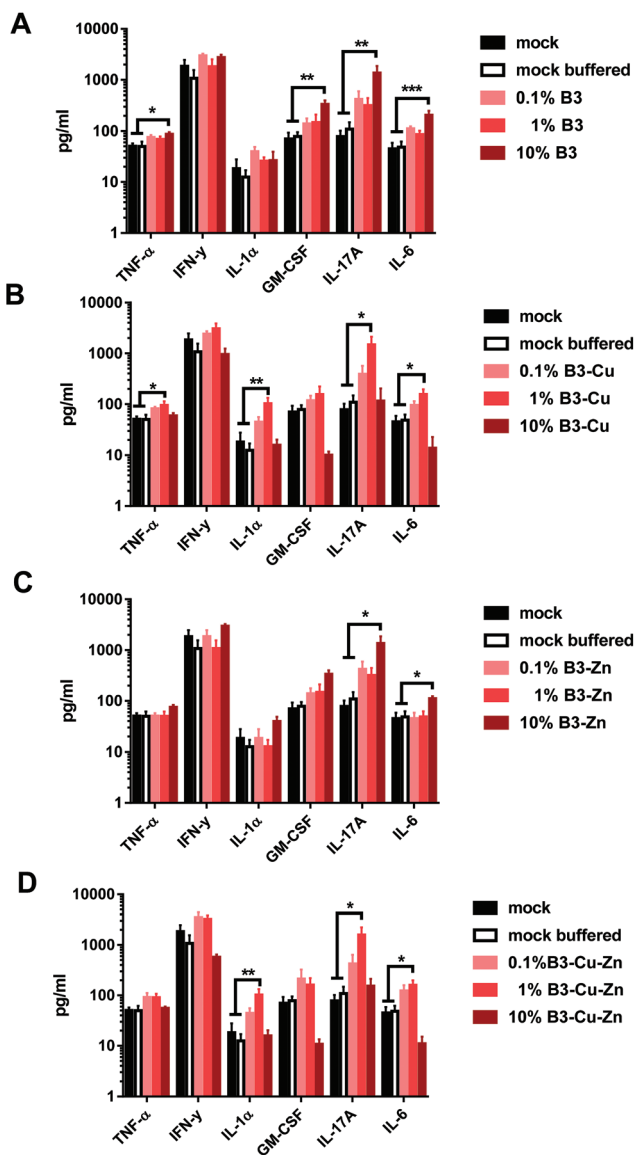 A
**
**
***
*
10000
1000
100
10
1
pg/ml
TNF-α
IFN-y
IL-1α
GM-CSF
IL-17A
IL-6
mock
mock buffered
0.1% B3
1% B3
10% B3
B
*
**
*
*
10000
1000
100
10
1
pg/ml
TNF-α
IFN-y
IL-1α
GM-CSF
IL-17A
IL-6
mock
mock buffered
0.1% B3-Cu
1% B3-Cu
10% B3-Cu
C
*
*
10000
1000
100
10
1
pg/ml
TNF-α
IFN-y
IL-1α
GM-CSF
IL-17A
IL-6
mock
mock buffered
0.1% B3-Zn
1% B3-Zn
10% B3-Zn
D
**
*
*
10000
1000
100
10
1
pg/ml
TNF-α
IFN-y
IL-1α
GM-CSF
IL-17A
IL-6
mock
mock buffered
0.1%B3-Cu-Zn
1% B3-Cu-Zn
10% B3-Cu-Zn